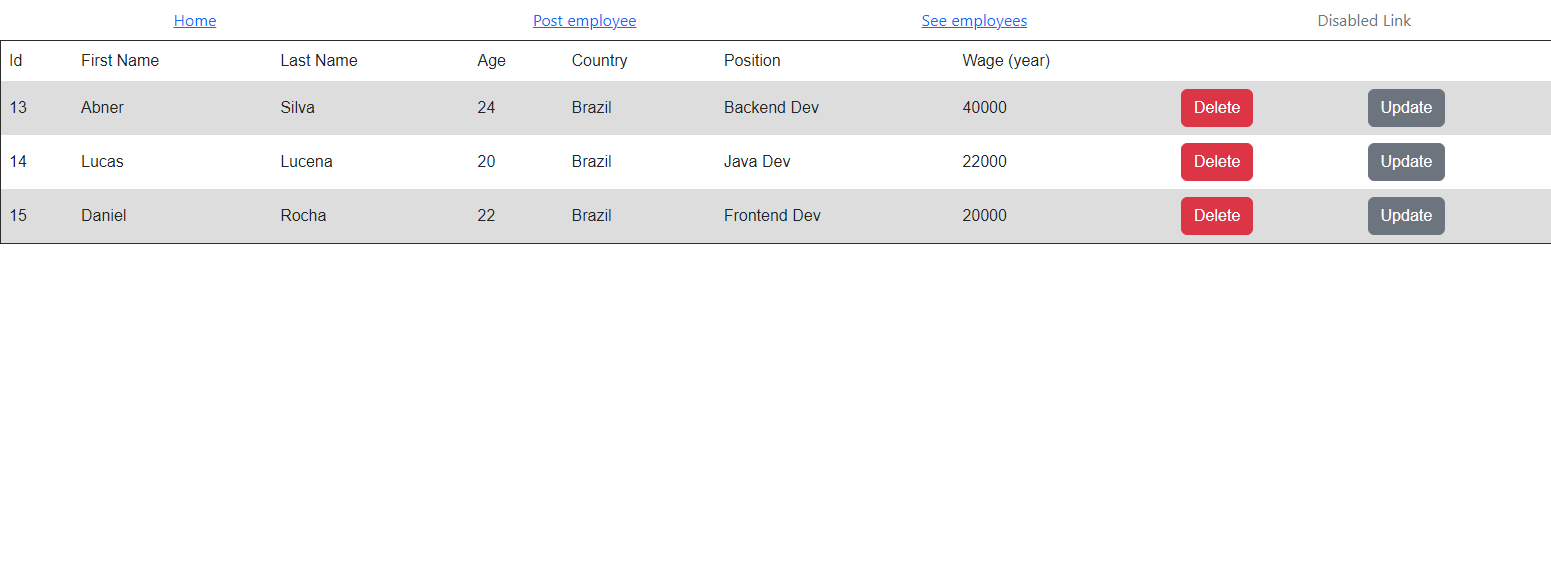 Home Post employee See employees Disabled Link
Id First Name Last Name Age Country Position Wage (year)
13 Abner Silva 24 Brazil Backend Dev 40000 Delete Update
14 Lucas Lucena 20 Brazil Java Dev 22000 Delete Update
15 Daniel Rocha 22 Brazil Frontend Dev 20000 Delete Update